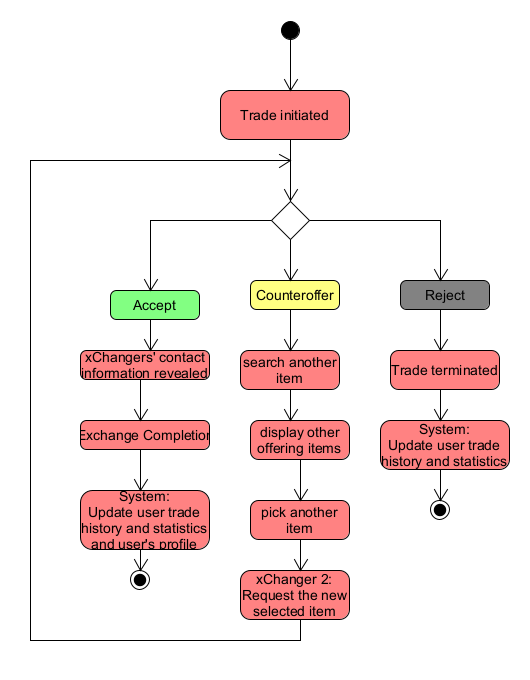 Trade initiated
Accept
xChangers' contact
information revealed
Exchange Completion
System:
Update user trade
history and statistics
and user's profile
Counteroffer
search another
item
display other
offering items
pick another
item
xChanger 2:
Request the new
selected item
Reject
Trade terminated
System:
Update user trade
history and statistics